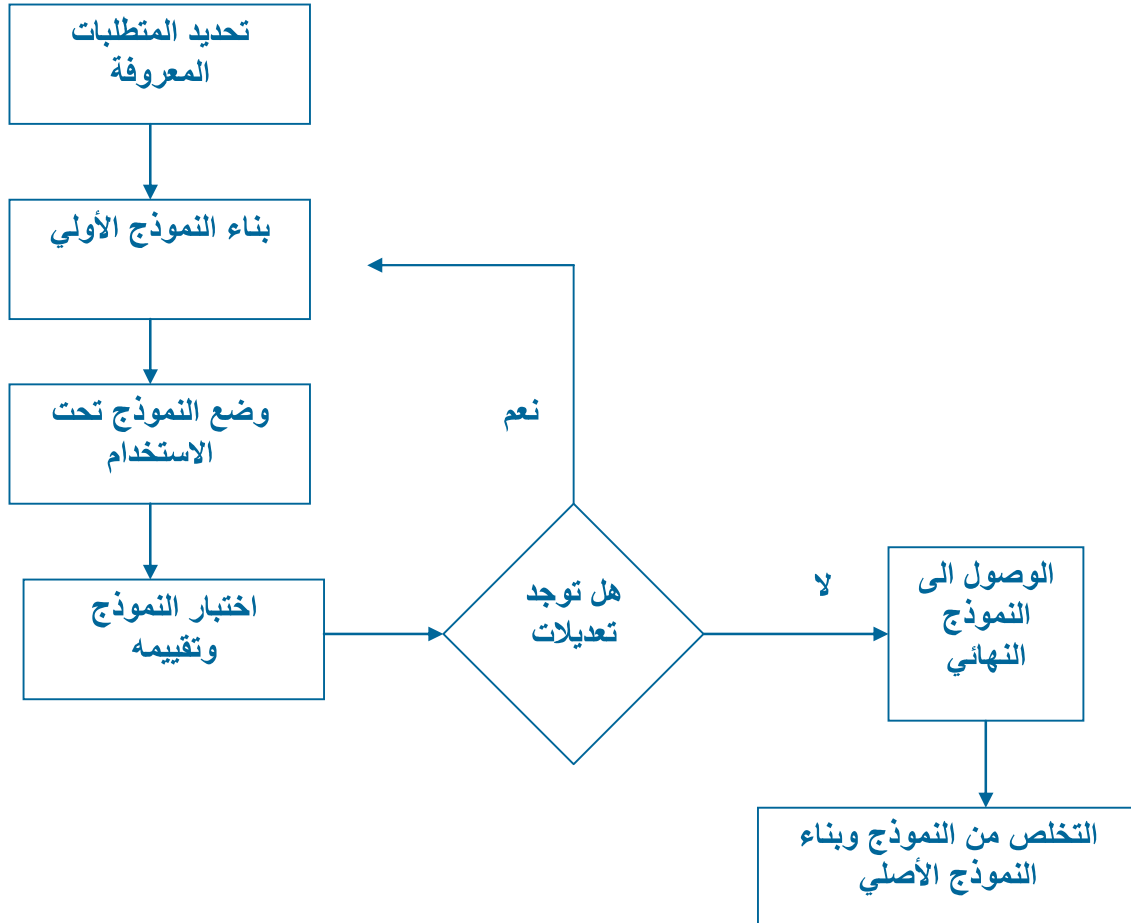 تحديد المتطلبات
المعروفة
بناء النموذج الأولي
وضع النموذج تحت
الاستخدام
اختبار النموذج
وتقييمه
هل توجد
تعديلات
نعم
لا
الوصول الى
النموذج
النهائي
التخلص من النموذج وبناء
النموذج الأصلي